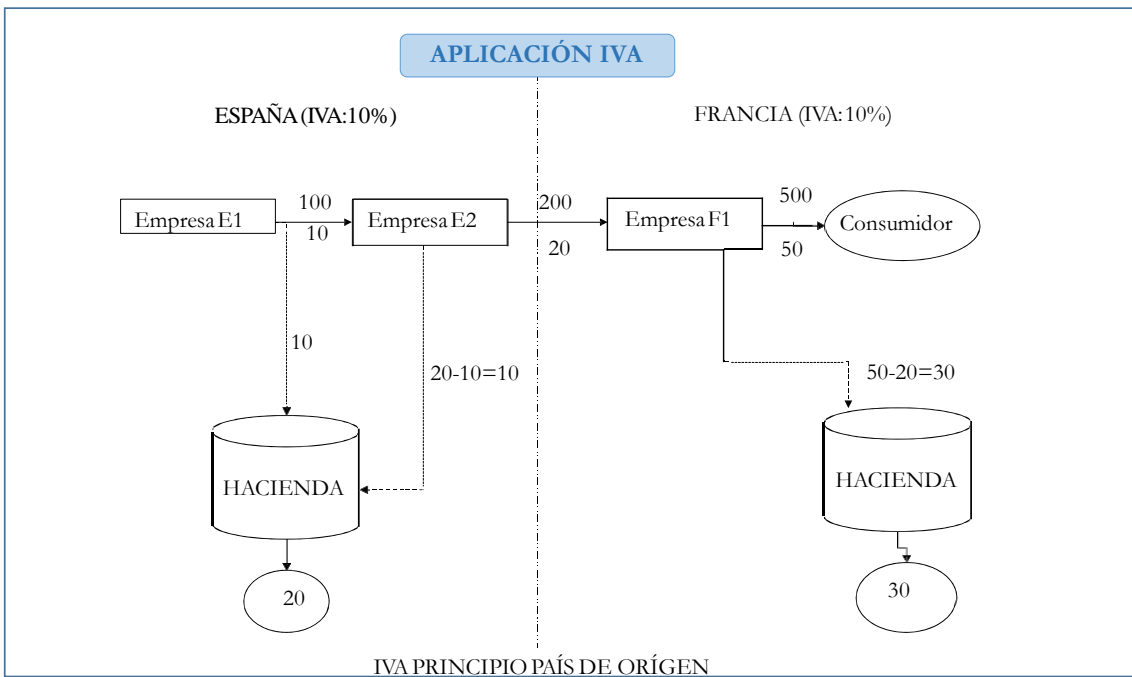 APLICACIÓN IVA
ESPAÑA (IVA:10%)
FRANCIA (IVA:10%)
Empresa E1
100
10
Empresa E2
200
20
Empresa F1
500
50
Consumidor
10
20-10=10
50-20=30
HACIENDA
HACIENDA
20
30
IVA PRINCIPIO PAÍS DE ORÍGEN